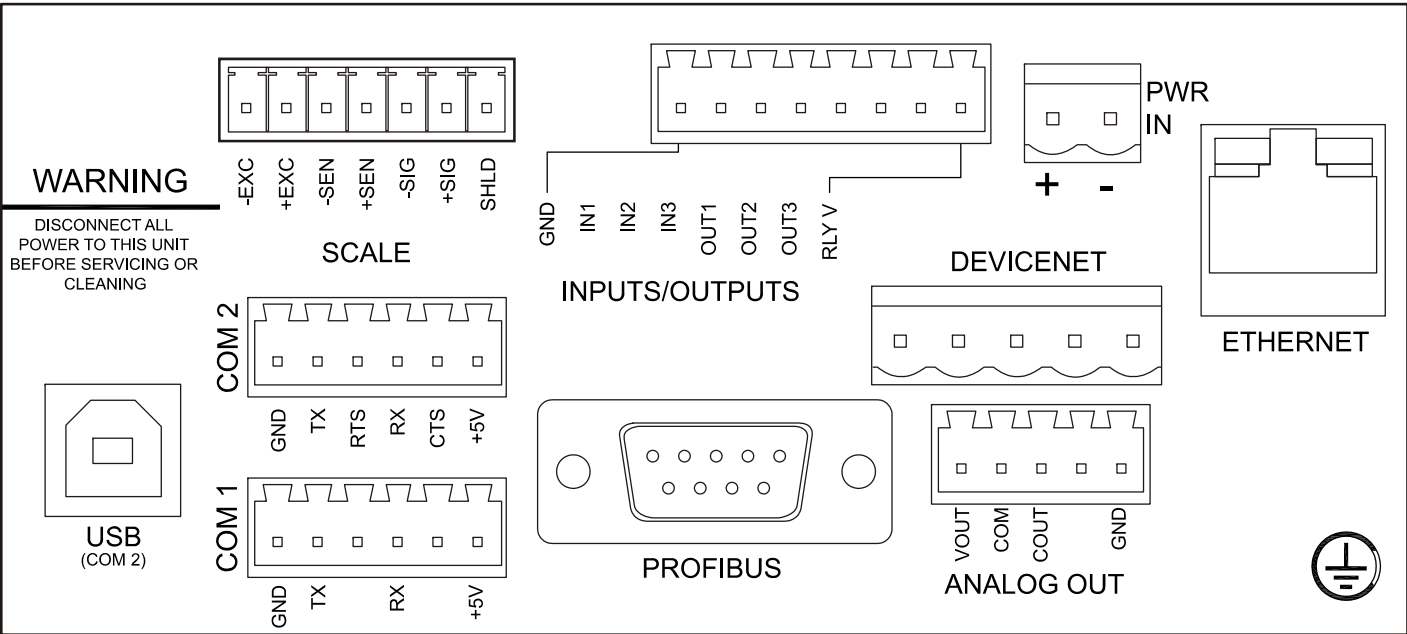 WARNING
DISCONNECT ALL
POWER TO THIS UNIT
BEFORE SERVICING OR
CLEANING
-EXC
+EXC
-SEN
+SEN
-SIG
+SIG
SHLD
SCALE
GND
IN1
IN2
IN3
OUT1
OUT2
OUT3
RLY V
INPUTS/OUTPUTS
PWR
IN
+ -
ETHERNET
DEVICENET
COM 2
GND
TX
RTS
RX
CTS
+5V
USB
(COM 2)
COM 1
GND
TX
RX
+5V
PROFIBUS
VOUT
COM
COUT
GND
ANALOG OUT